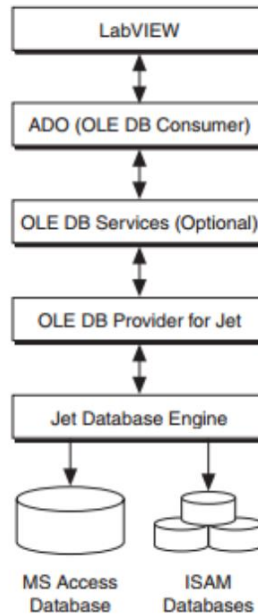 LabVIEW
ADO (OLE DB Consumer)
OLE DB Services (Optional)
OLE DB Provider for Jet
Jet Database Engine
MS Access
Database
ISAM
Databases